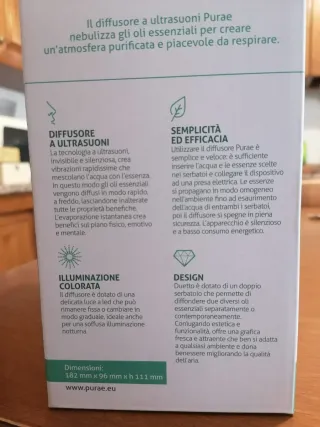 Il diffusore a ultrasuoni Purae
nebulizza gli oli essenziali per creare
un'atmosfera purificata e piacevole da respirare.
DIFFUSORE
A ULTRASUONI
La tecnologia a ultrasuoni,
invisibile e silenziosa, crea
vibrazioni rapidissime che
mescolano l'acqua con l'essenza.
In questo modo gli oli essenziali
vengono diffusi in modo rapido,
a freddo, lasciandone inalterate
tutte le proprietà benefiche.
L'evaporazione istantanea crea
benefici sul piano fisico, emotivo
e mentale.
SEMPLICITÀ
ED EFFICACIA
Utilizzare il diffusore Purae è
semplice e veloce: è sufficiente
inserire l'acqua e le essenze scelte
nei serbatoi e collegare il dispositivo
ad una presa elettrica. Le essenze
si propagano in modo omogeneo
nell'ambiente fino ad esaurimento
dell'acqua di entrambi i serbatoi,
poi il diffusore si spegne in piena
sicurezza. L'apparecchio è silenzioso
e a basso consumo energetico.
ILLUMINAZIONE
COLORATA
Il diffusore è dotato di una
delicata luce a led che può
rimanere fissa o cambiare in
modo graduale, ideale anche
per una soffusa illuminazione
notturna.
DESIGN
Duetto è dotato di un doppio
serbatoio che permette di
diffondere due diversi oli
essenziali separatamente o
contemporaneamente.
Coniugando estetica e
funzionalità, offre una grafica
fresca e attraente che ben si adatta
a qualsiasi ambiente e dona
benessere migliorando la qualità
dell'aria.
Dimensioni:
182 mm x 96 mm x h 111 mm
www.purae.eu